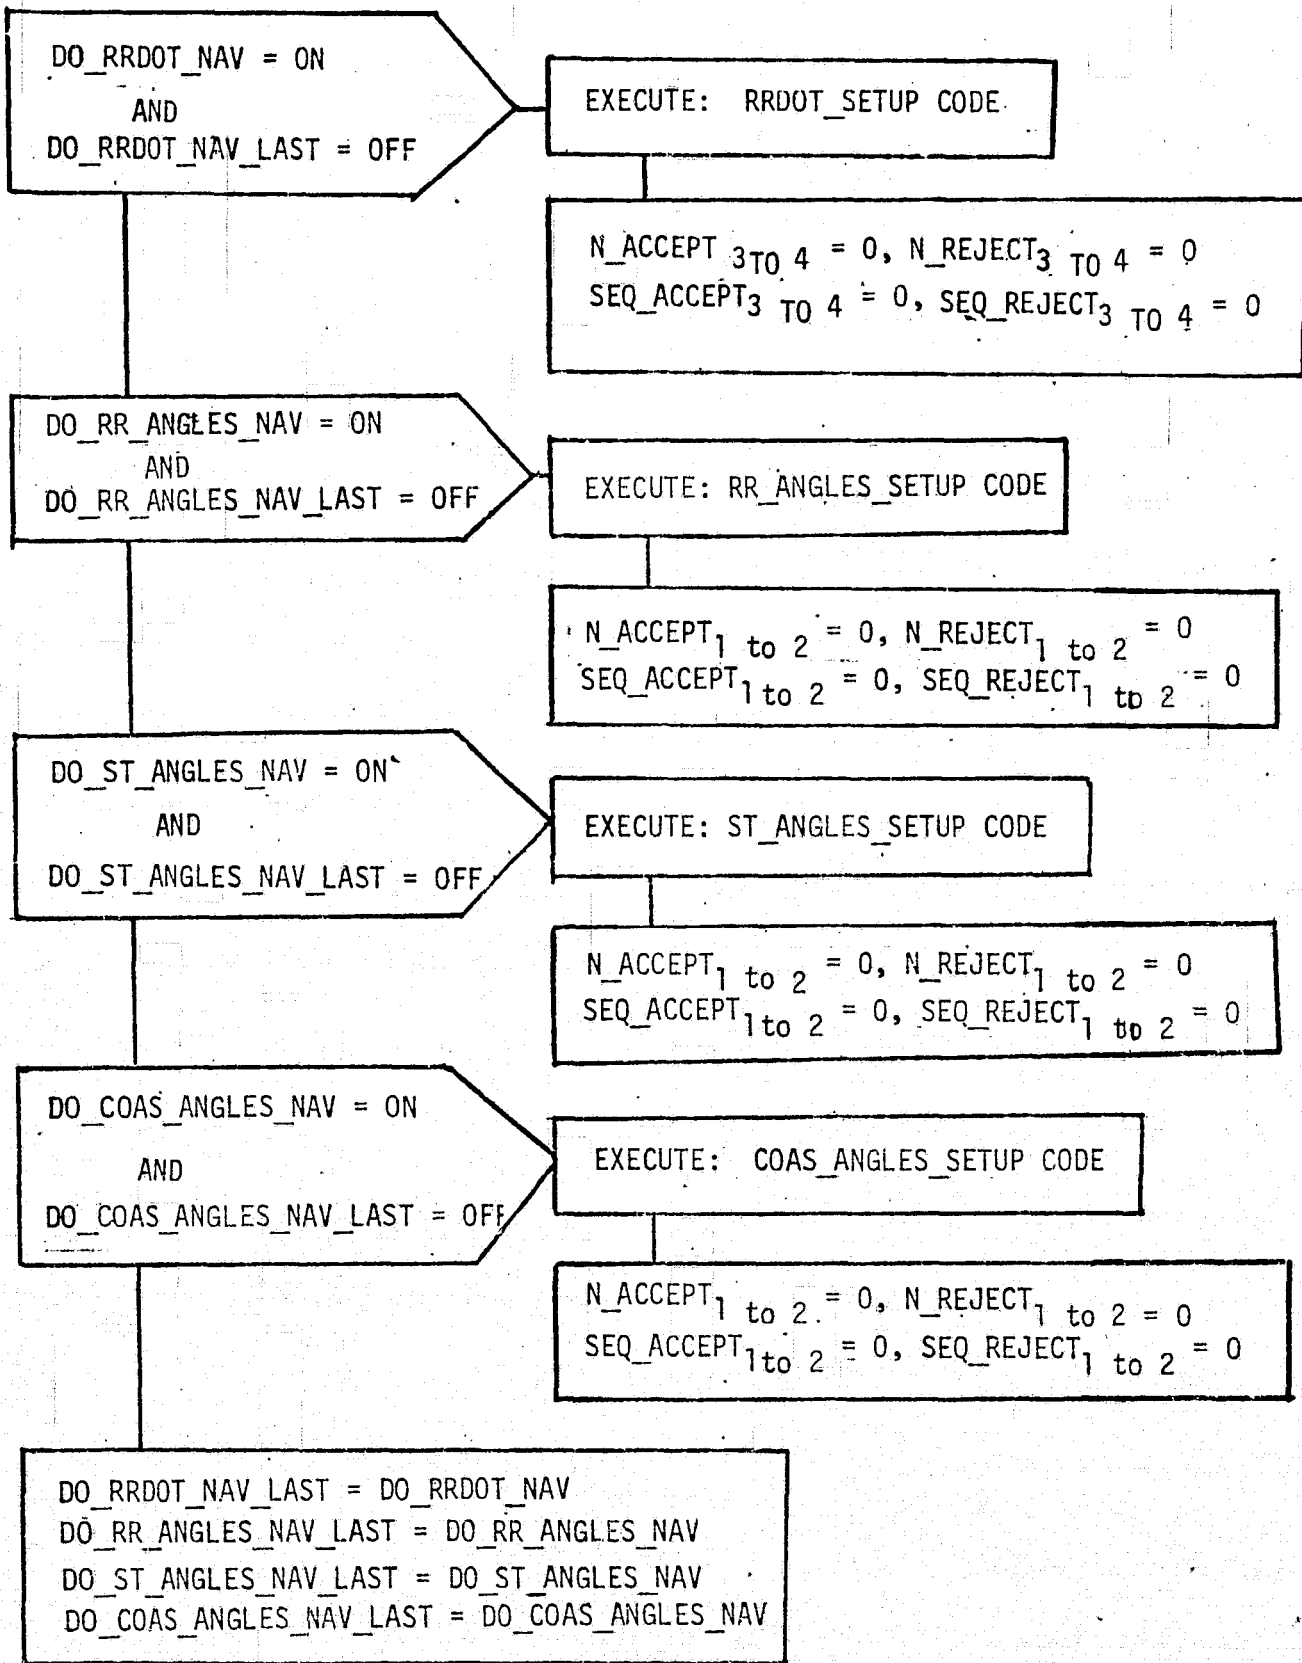 DO_RRDOT_NAV = ON
AND
DO_RRDOT_NAV_LAST = OFF
EXECUTE: RRDOT_SETUP CODE
N_ACCEPT 3TO 4 = 0, N_REJECT3 TO 4 = 0
SEQ_ACCEPT3 TO 4 = 0, SEQ_REJECT3 TO 4 = 0
DO_RR_ANGLES_NAV = ON
AND
DO_RR_ANGLES_NAV_LAST = OFF
EXECUTE: RR_ANGLES_SETUP CODE
N_ACCEPT1 to 2 = 0, N_REJECT1 to 2 = 0
SEQ_ACCEPT1 to 2 = 0, SEQ_REJECT1 to 2 = 0
DO_ST_ANGLES_NAV = ON
AND
DO_ST_ANGLES_NAV_LAST = OFF
EXECUTE: ST_ANGLES_SETUP CODE
N_ACCEPT1 to 2 = 0, N_REJECT1 to 2 = 0
SEQ_ACCEPT1 to 2 = 0, SEQ_REJECT1 to 2 = 0
DO_COAS_ANGLES_NAV = ON
AND
DO_COAS_ANGLES_NAV_LAST = OFF
EXECUTE: COAS_ANGLES_SETUP CODE
N_ACCEPT1 to 2 = 0, N_REJECT1 to 2 = 0
SEQ_ACCEPT1to 2 = 0, SEQ_REJECT1 to 2 = 0
DO_RRDOT_NAV_LAST = DO_RRDOT_NAV
DO_RR_ANGLES_NAV_LAST = DO_RR_ANGLES_NAV
DO_ST_ANGLES_NAV_LAST = DO_ST_ANGLES_NAV
DO_COAS_ANGLES_NAV_LAST = DO_COAS_ANGLES_NAV